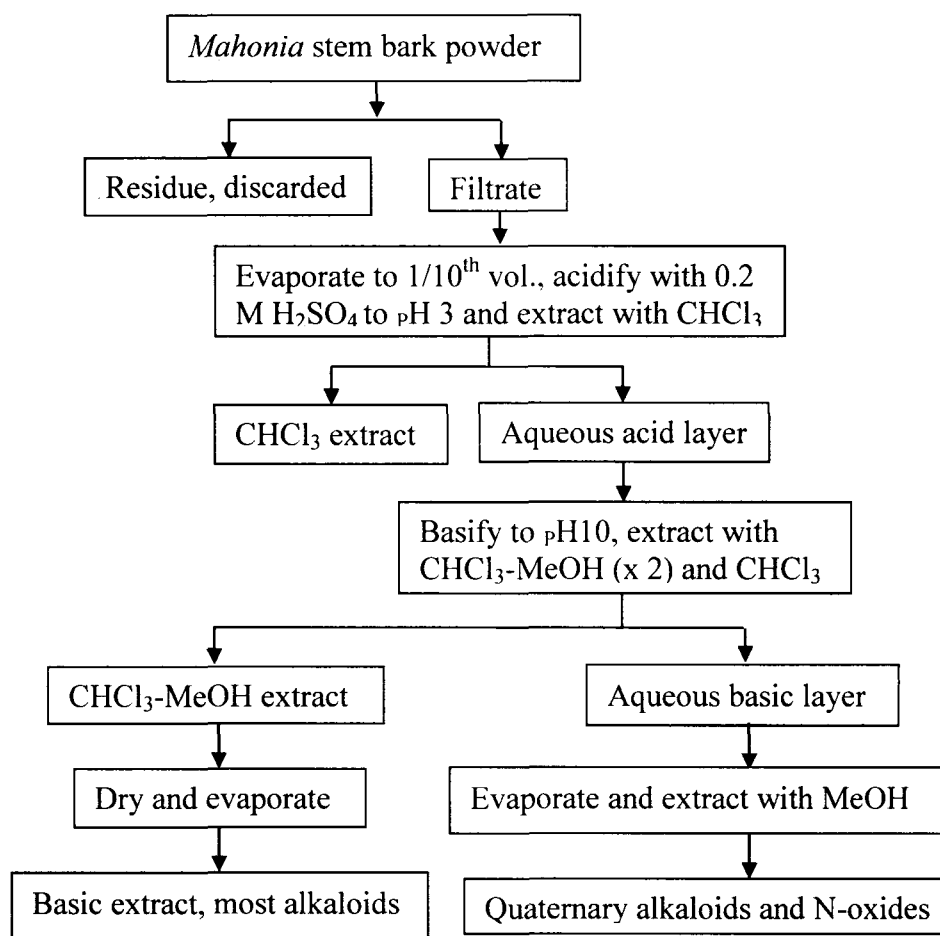 Mahonia stem bark powder
Residue, discarded
Filtrate
Evaporate to 1/10th vol., acidify with 0.2
M H2SO4 to PH 3 and extract with CHCl3
CHCl3 extract
Aqueous acid layer
Basify to PH10, extract with
CHCl3-MeOH (x 2) and CHCl3
CHCl3-MeOH extract
Aqueous basic layer
Dry and evaporate
Evaporate and extract with MeOH
Basic extract, most alkaloids
Quaternary alkaloids and N-oxides